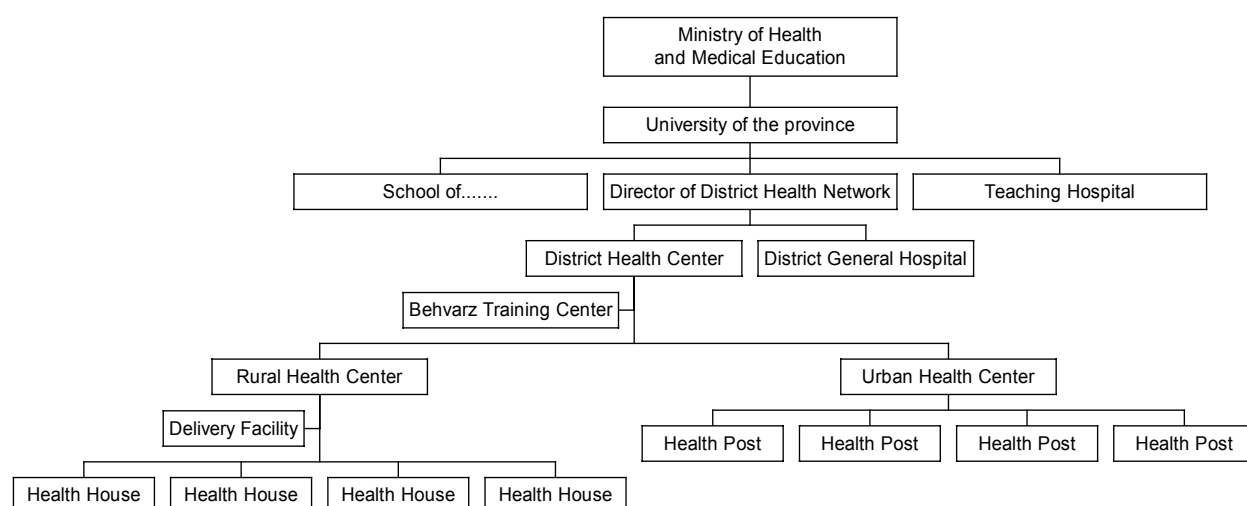 Ministry of Health
and Medical Education
University of the province
School of.......
Director of District Health Network
Teaching Hospital
District Health Center
District General Hospital
Behvarz Training Center
Rural Health Center
Urban Health Center
Delivery Facility
Health Post
Health Post
Health Post
Health Post
Health House
Health House
Health House
Health House